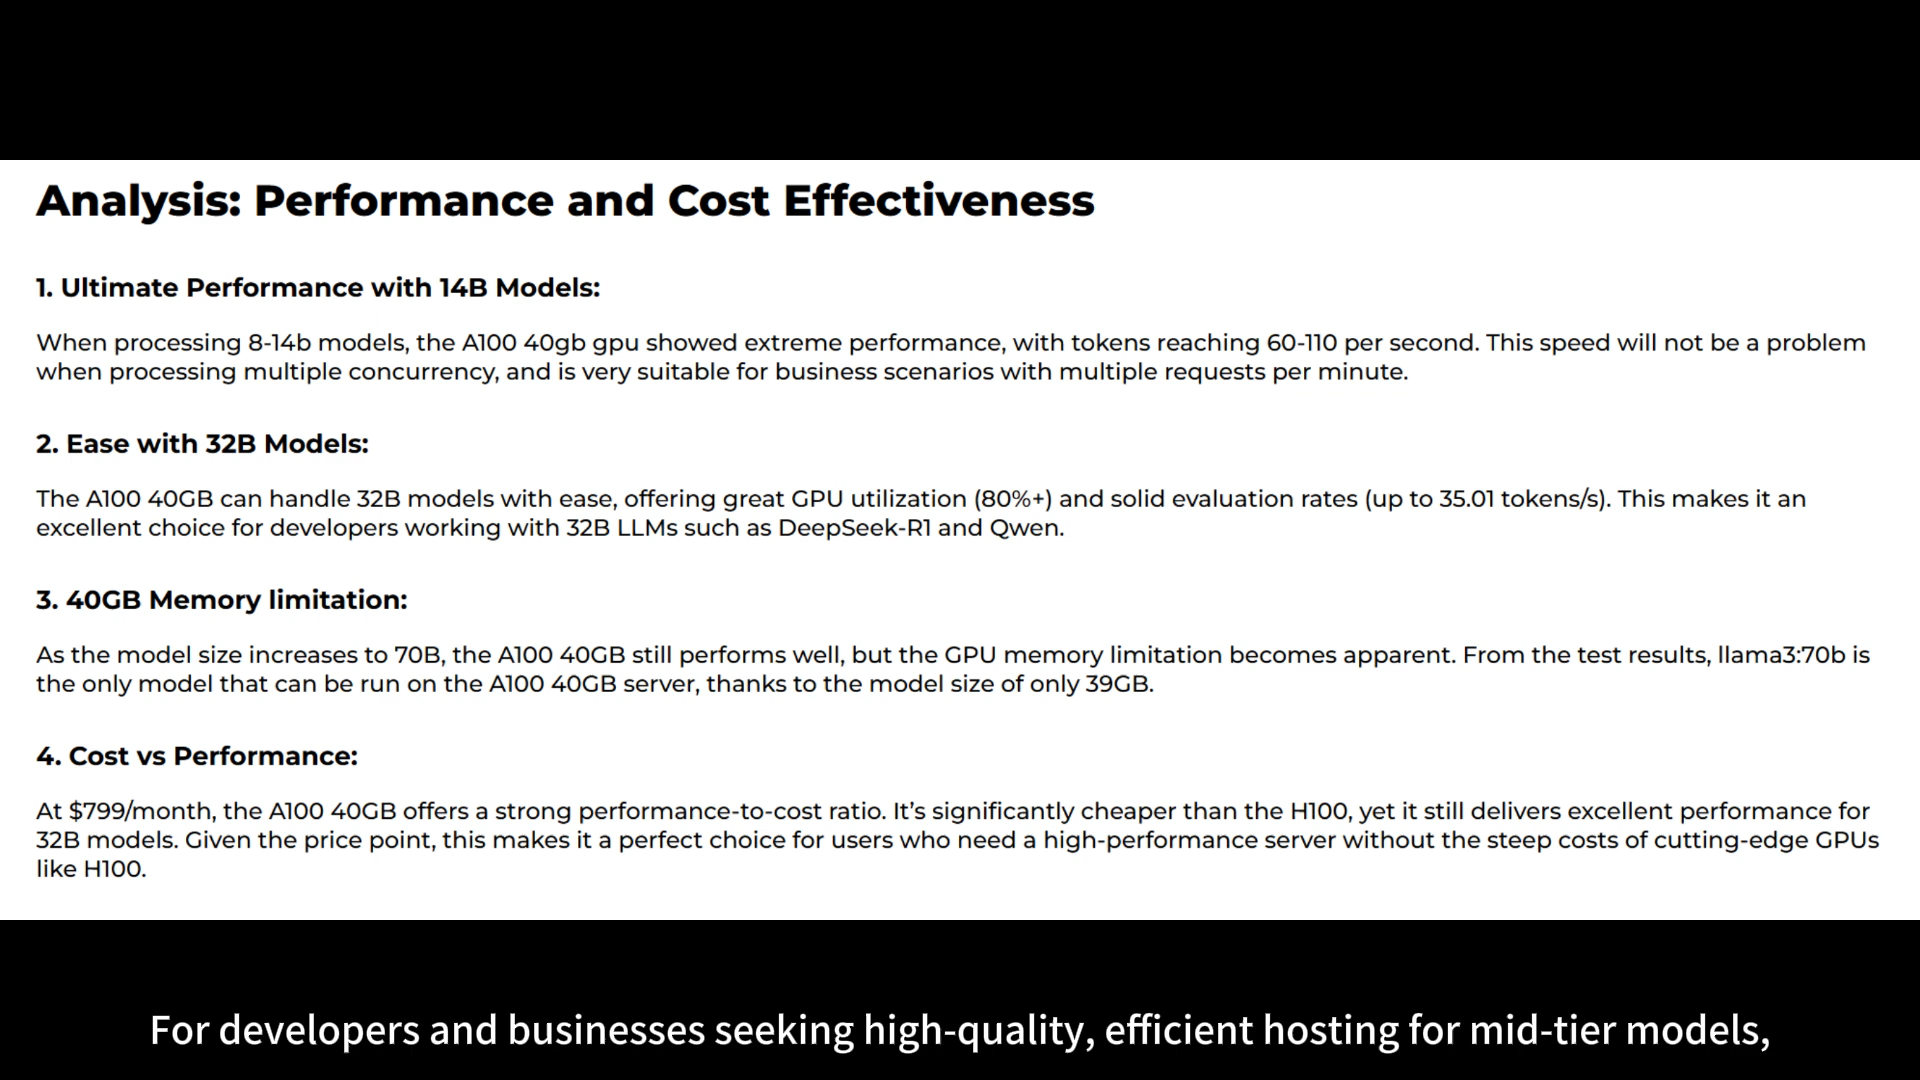 Analysis: Performance and Cost Effectiveness
1. Ultimate Performance with 14B Models:
When processing 8-14b models, the A100 40gb gpu showed extreme performance, with tokens reaching 60-110 per second. This speed will not be a problem
when processing multiple concurrency, and is very suitable for business scenarios with multiple requests per minute.
2. Ease with 32B Models:
The A100 40GB can handle 32B models with ease, offering great GPU utilization (80%+) and solid evaluation rates (up to 35.01 tokens/s). This makes it an
excellent choice for developers working with 32B LLMs such as DeepSeek-R1 and Qwen.
3. 40GB Memory limitation:
As the model size increases to 70B, the A100 40GB still performs well, but the GPU memory limitation becomes apparent. From the test results, llama3:70b is
the only model that can be run on the A100 40GB server, thanks to the model size of only 39GB.
4. Cost vs Performance:
At $799/month, the A100 40GB offers a strong performance-to-cost ratio. It’s significantly cheaper than the H100, yet it still delivers excellent performance for
32B models. Given the price point, this makes it a perfect choice for users who need a high-performance server without the steep costs of cutting-edge GPUs
like H100.
For developers and businesses seeking high-quality, efficient hosting for mid-tier models,